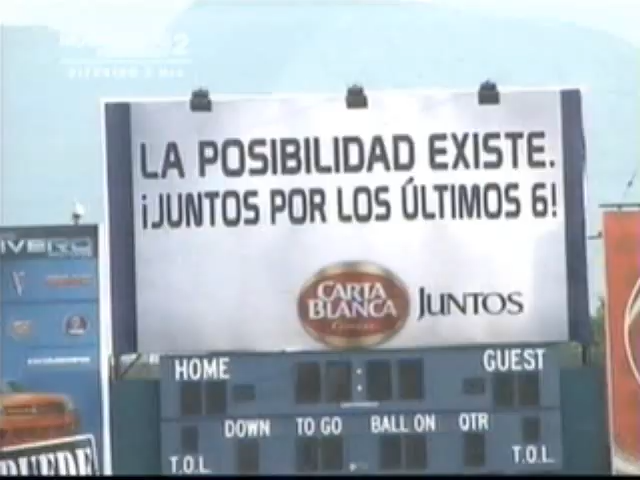 LA POSIBILIDAD EXISTE.
¡JUNTOS POR LOS ÚLTIMOS 6!
CARTA
BLANCA
JUNTOS
HOME
GUEST
DOWN
TO GO
BALL ON
QTR
T.O.L.
T.O.L.